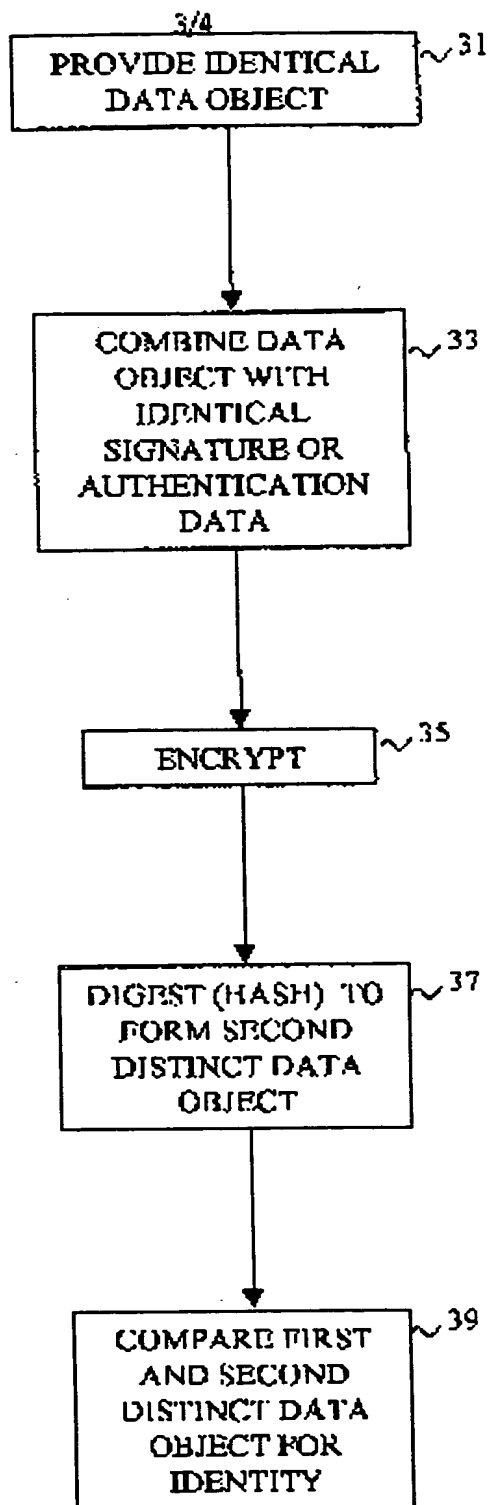 3/4
PROVIDE IDENTICAL
DATA OBJECT
31
COMBINE DATA
OBJECT WITH
IDENTICAL
SIGNATURE OR
AUTHENTICATION
DATA
33
ENCRYPT
35
DIGEST (HASH) TO
FORM SECOND
DISTINCT DATA
OBJECT
37
COMPARE FIRST
AND SECOND
DISTINCT DATA
OBJECT FOR
IDENTITY
39